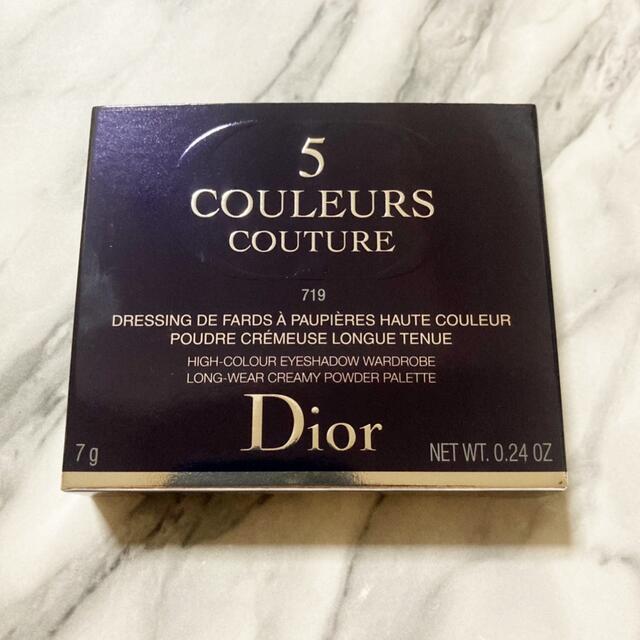 5
COULEURS
COUTURE
719
DRESSING DE FARDS À PAUPIÈRES HAUTE COULEUR
POUDRE CRÉMEUSE LONGUE TENUE
HIGH-COLOUR EYESHADOW WARDROBE
LONG-WEAR CREAMY POWDER PALETTE
Dior
7 g NET WT. 0.24 OZ